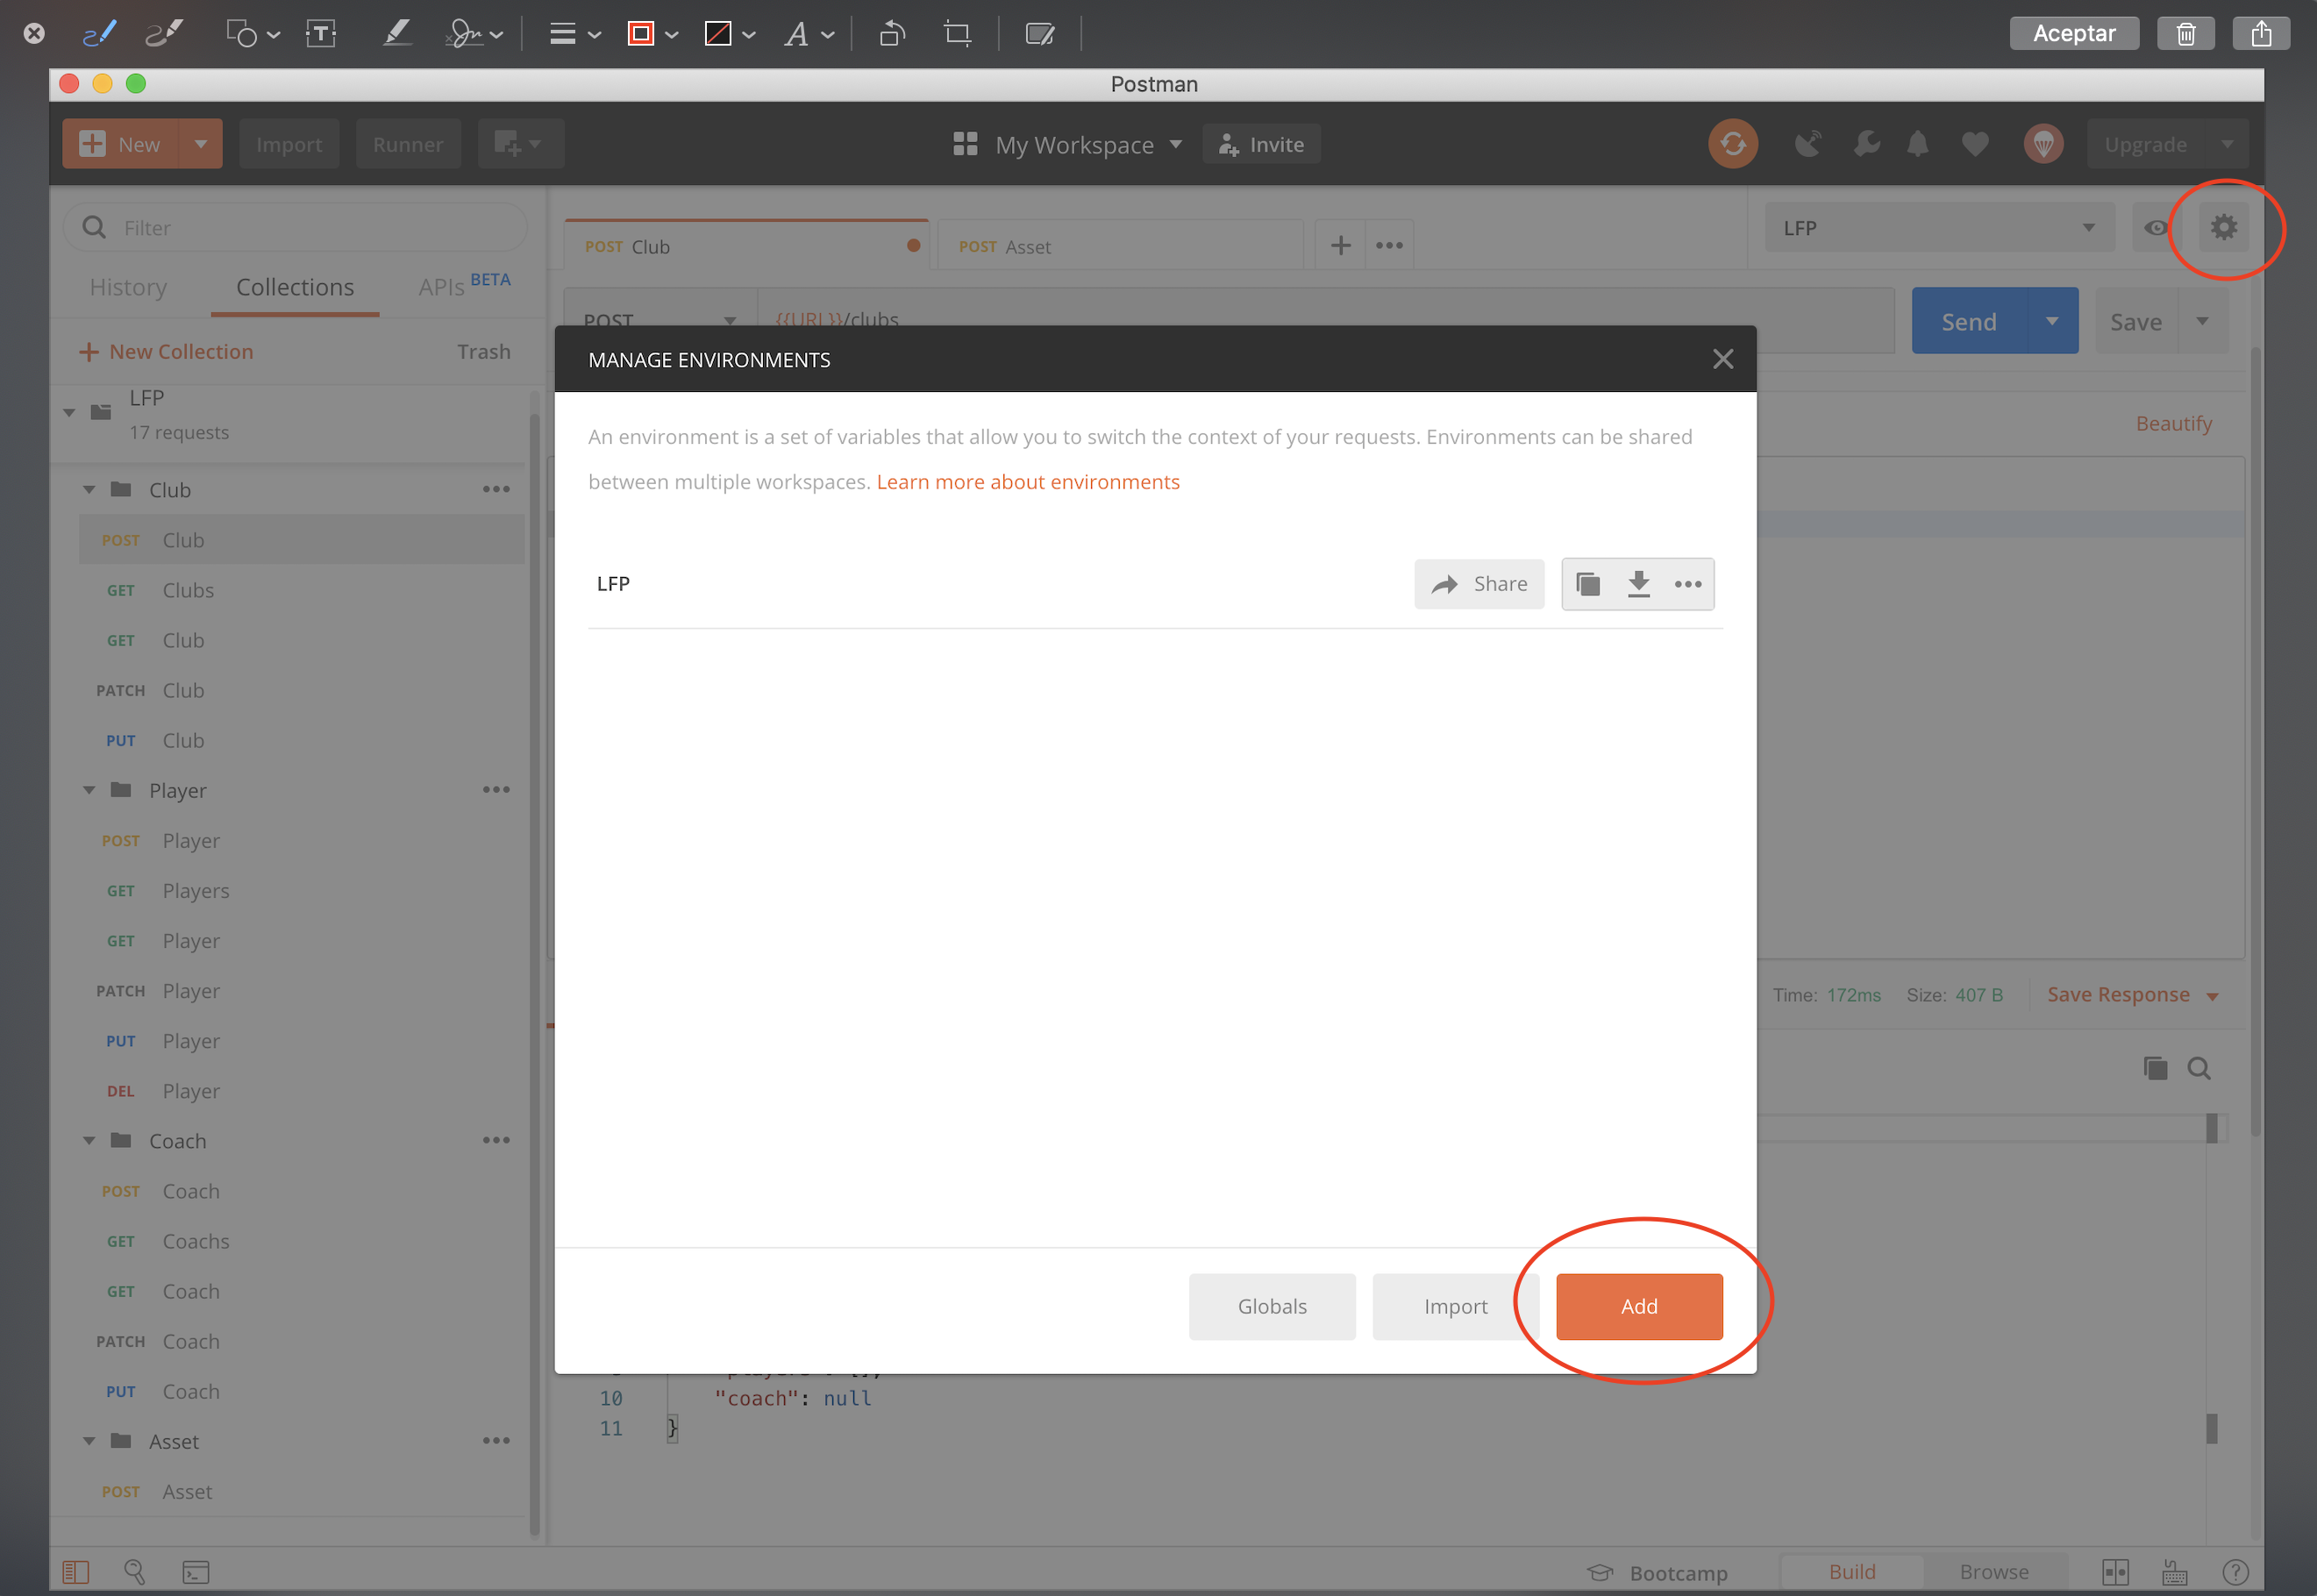 Aceptar
Postman
New
Import
Runner
My Workspace
Invite
Upgrade
Filter
History
Collections
APIs BETA
New Collection
Trash
LFP
17 requests
Club
POST Club
GET Clubs
GET Club
PATCH Club
PUT Club
Player
POST Player
GET Players
GET Player
PATCH Player
PUT Player
DEL Player
Coach
POST Coach
GET Coachs
GET Coach
PATCH Coach
PUT Coach
Asset
POST Asset
POST Club
POST Asset
LFP
POST
{{URL}}/clubs
Send
Save
Beautify
MANAGE ENVIRONMENTS
An environment is a set of variables that allow you to switch the context of your requests. Environments can be shared
between multiple workspaces. Learn more about environments
LFP
Share
Globals
Import
Add
Time: 172ms Size: 407 B
Save Response
10 "coach": null
11 }
Bootcamp
Build
Browse